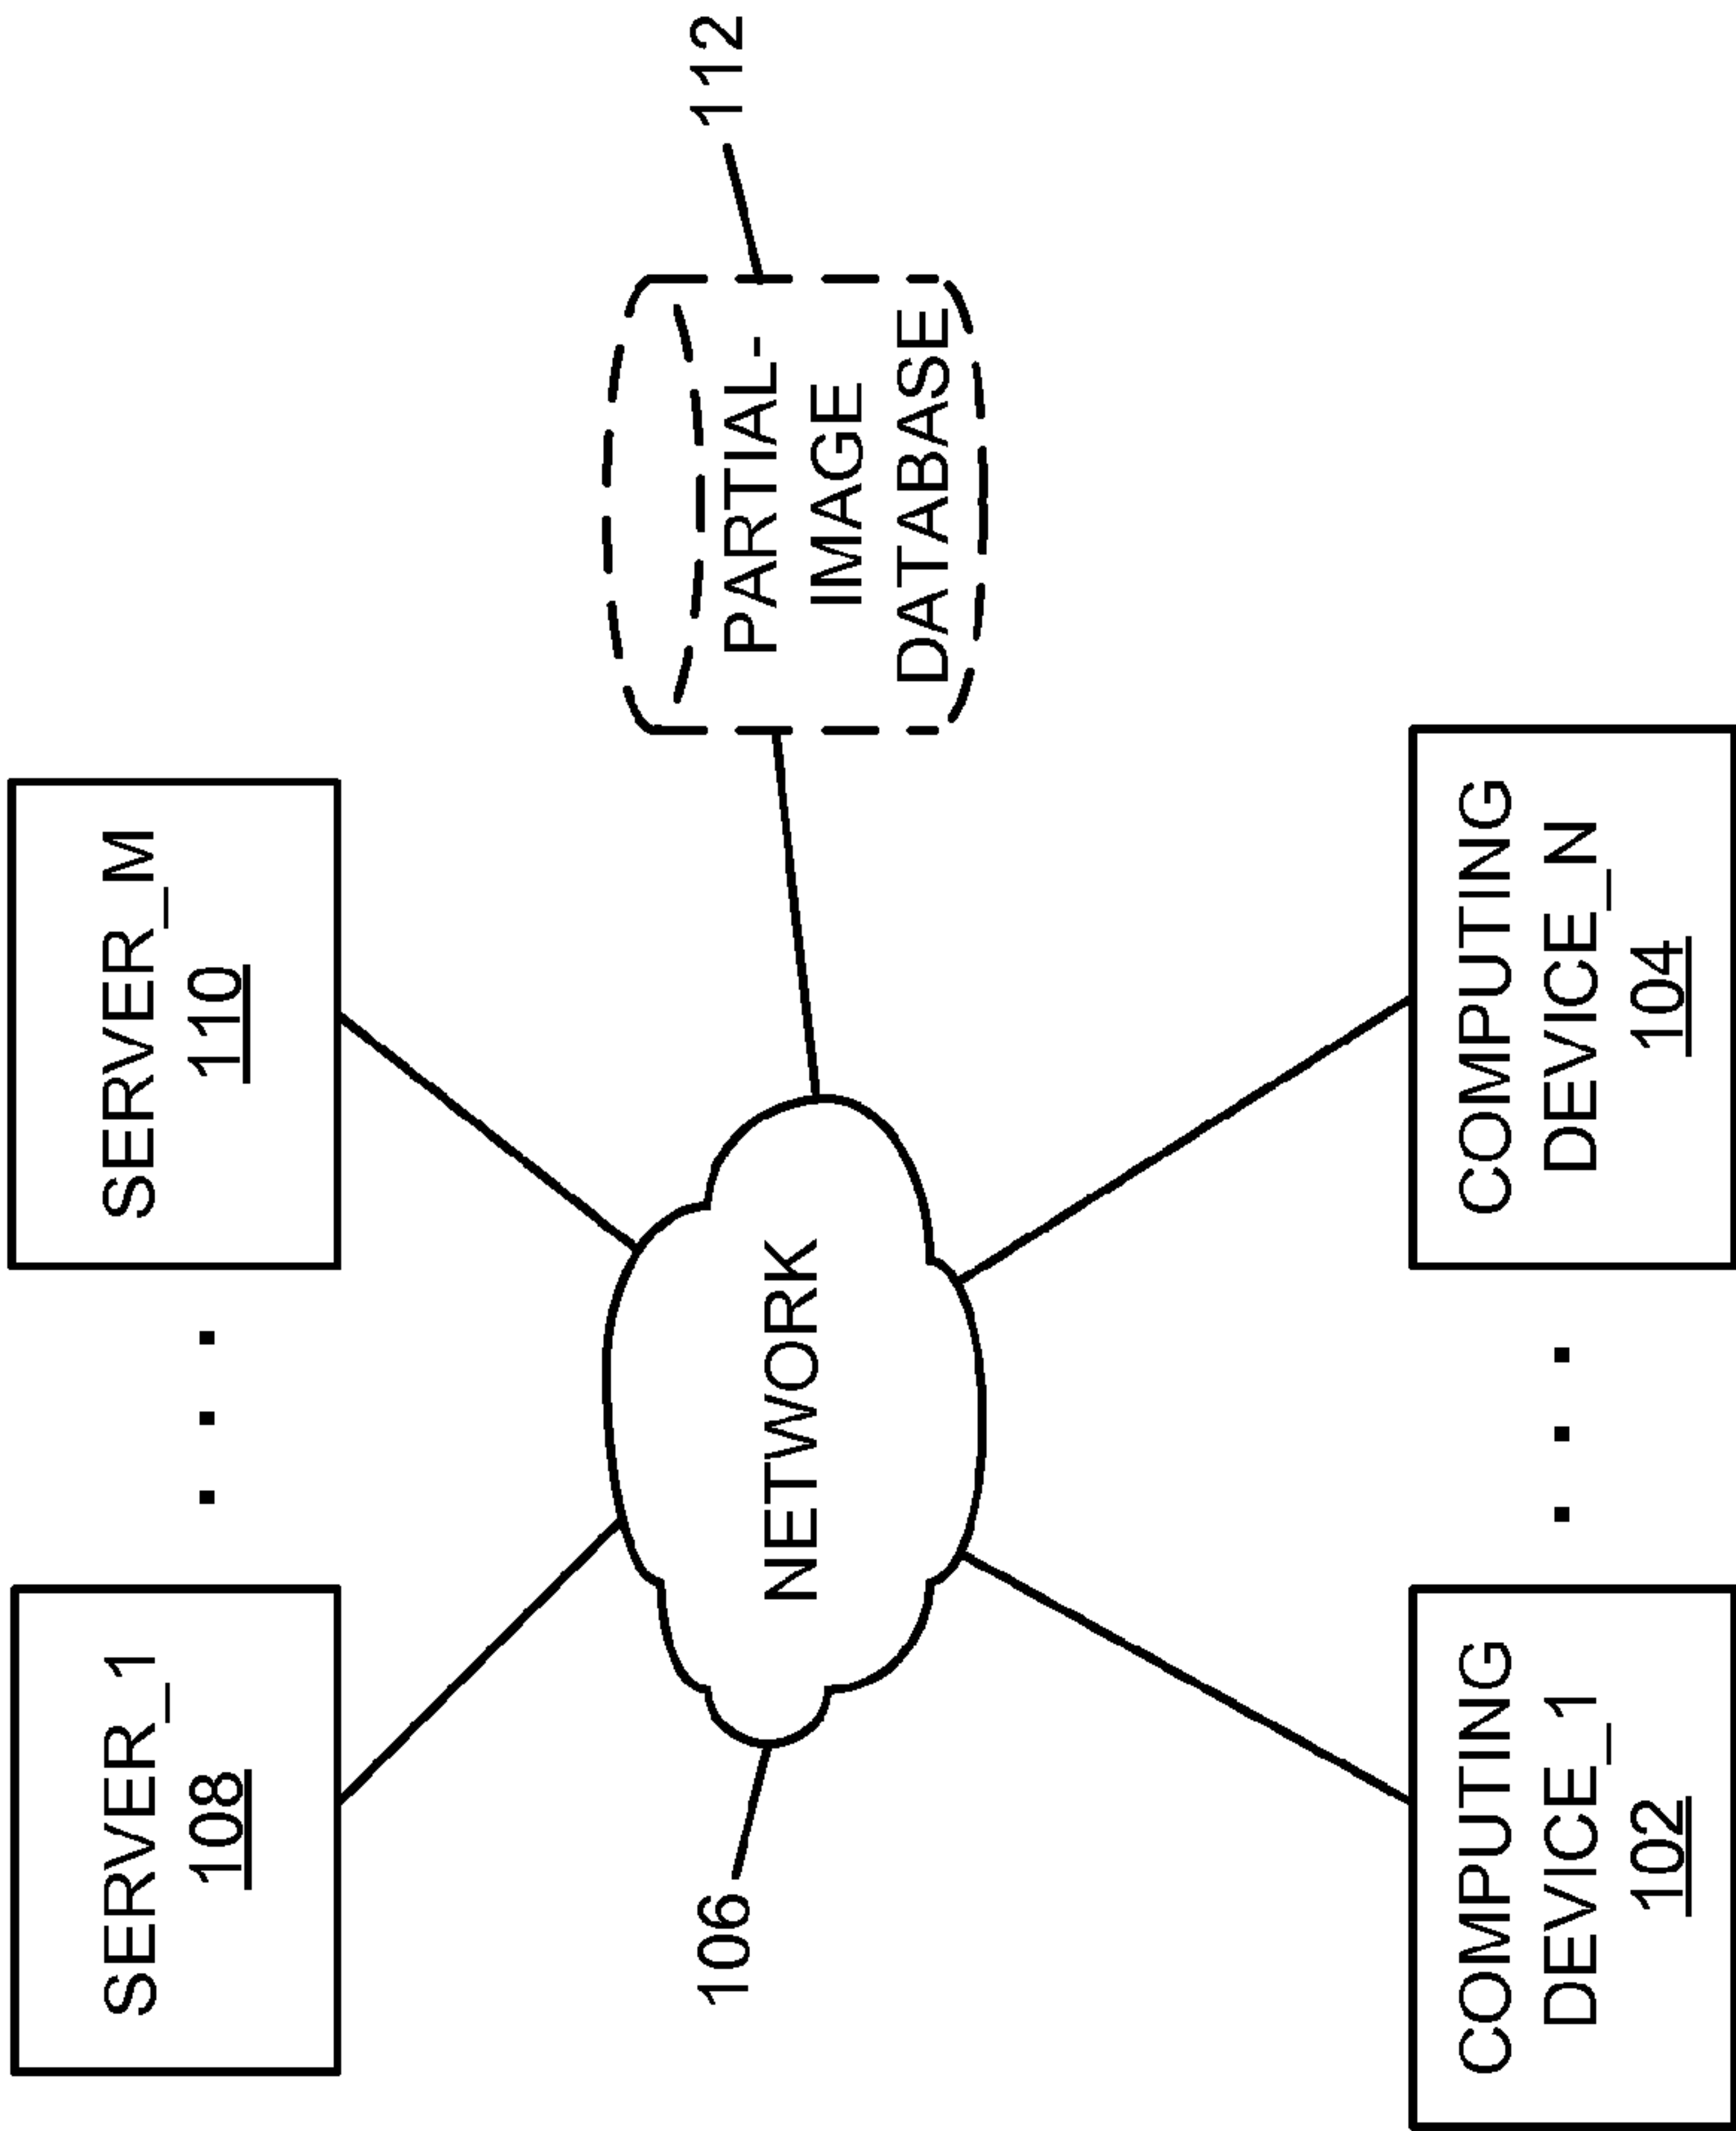 SERVER_1
108
SERVER_M
110
106
NETWORK
PARTIAL-
IMAGE
DATABASE
112
COMPUTING
DEVICE_1
102
COMPUTING
DEVICE_N
104